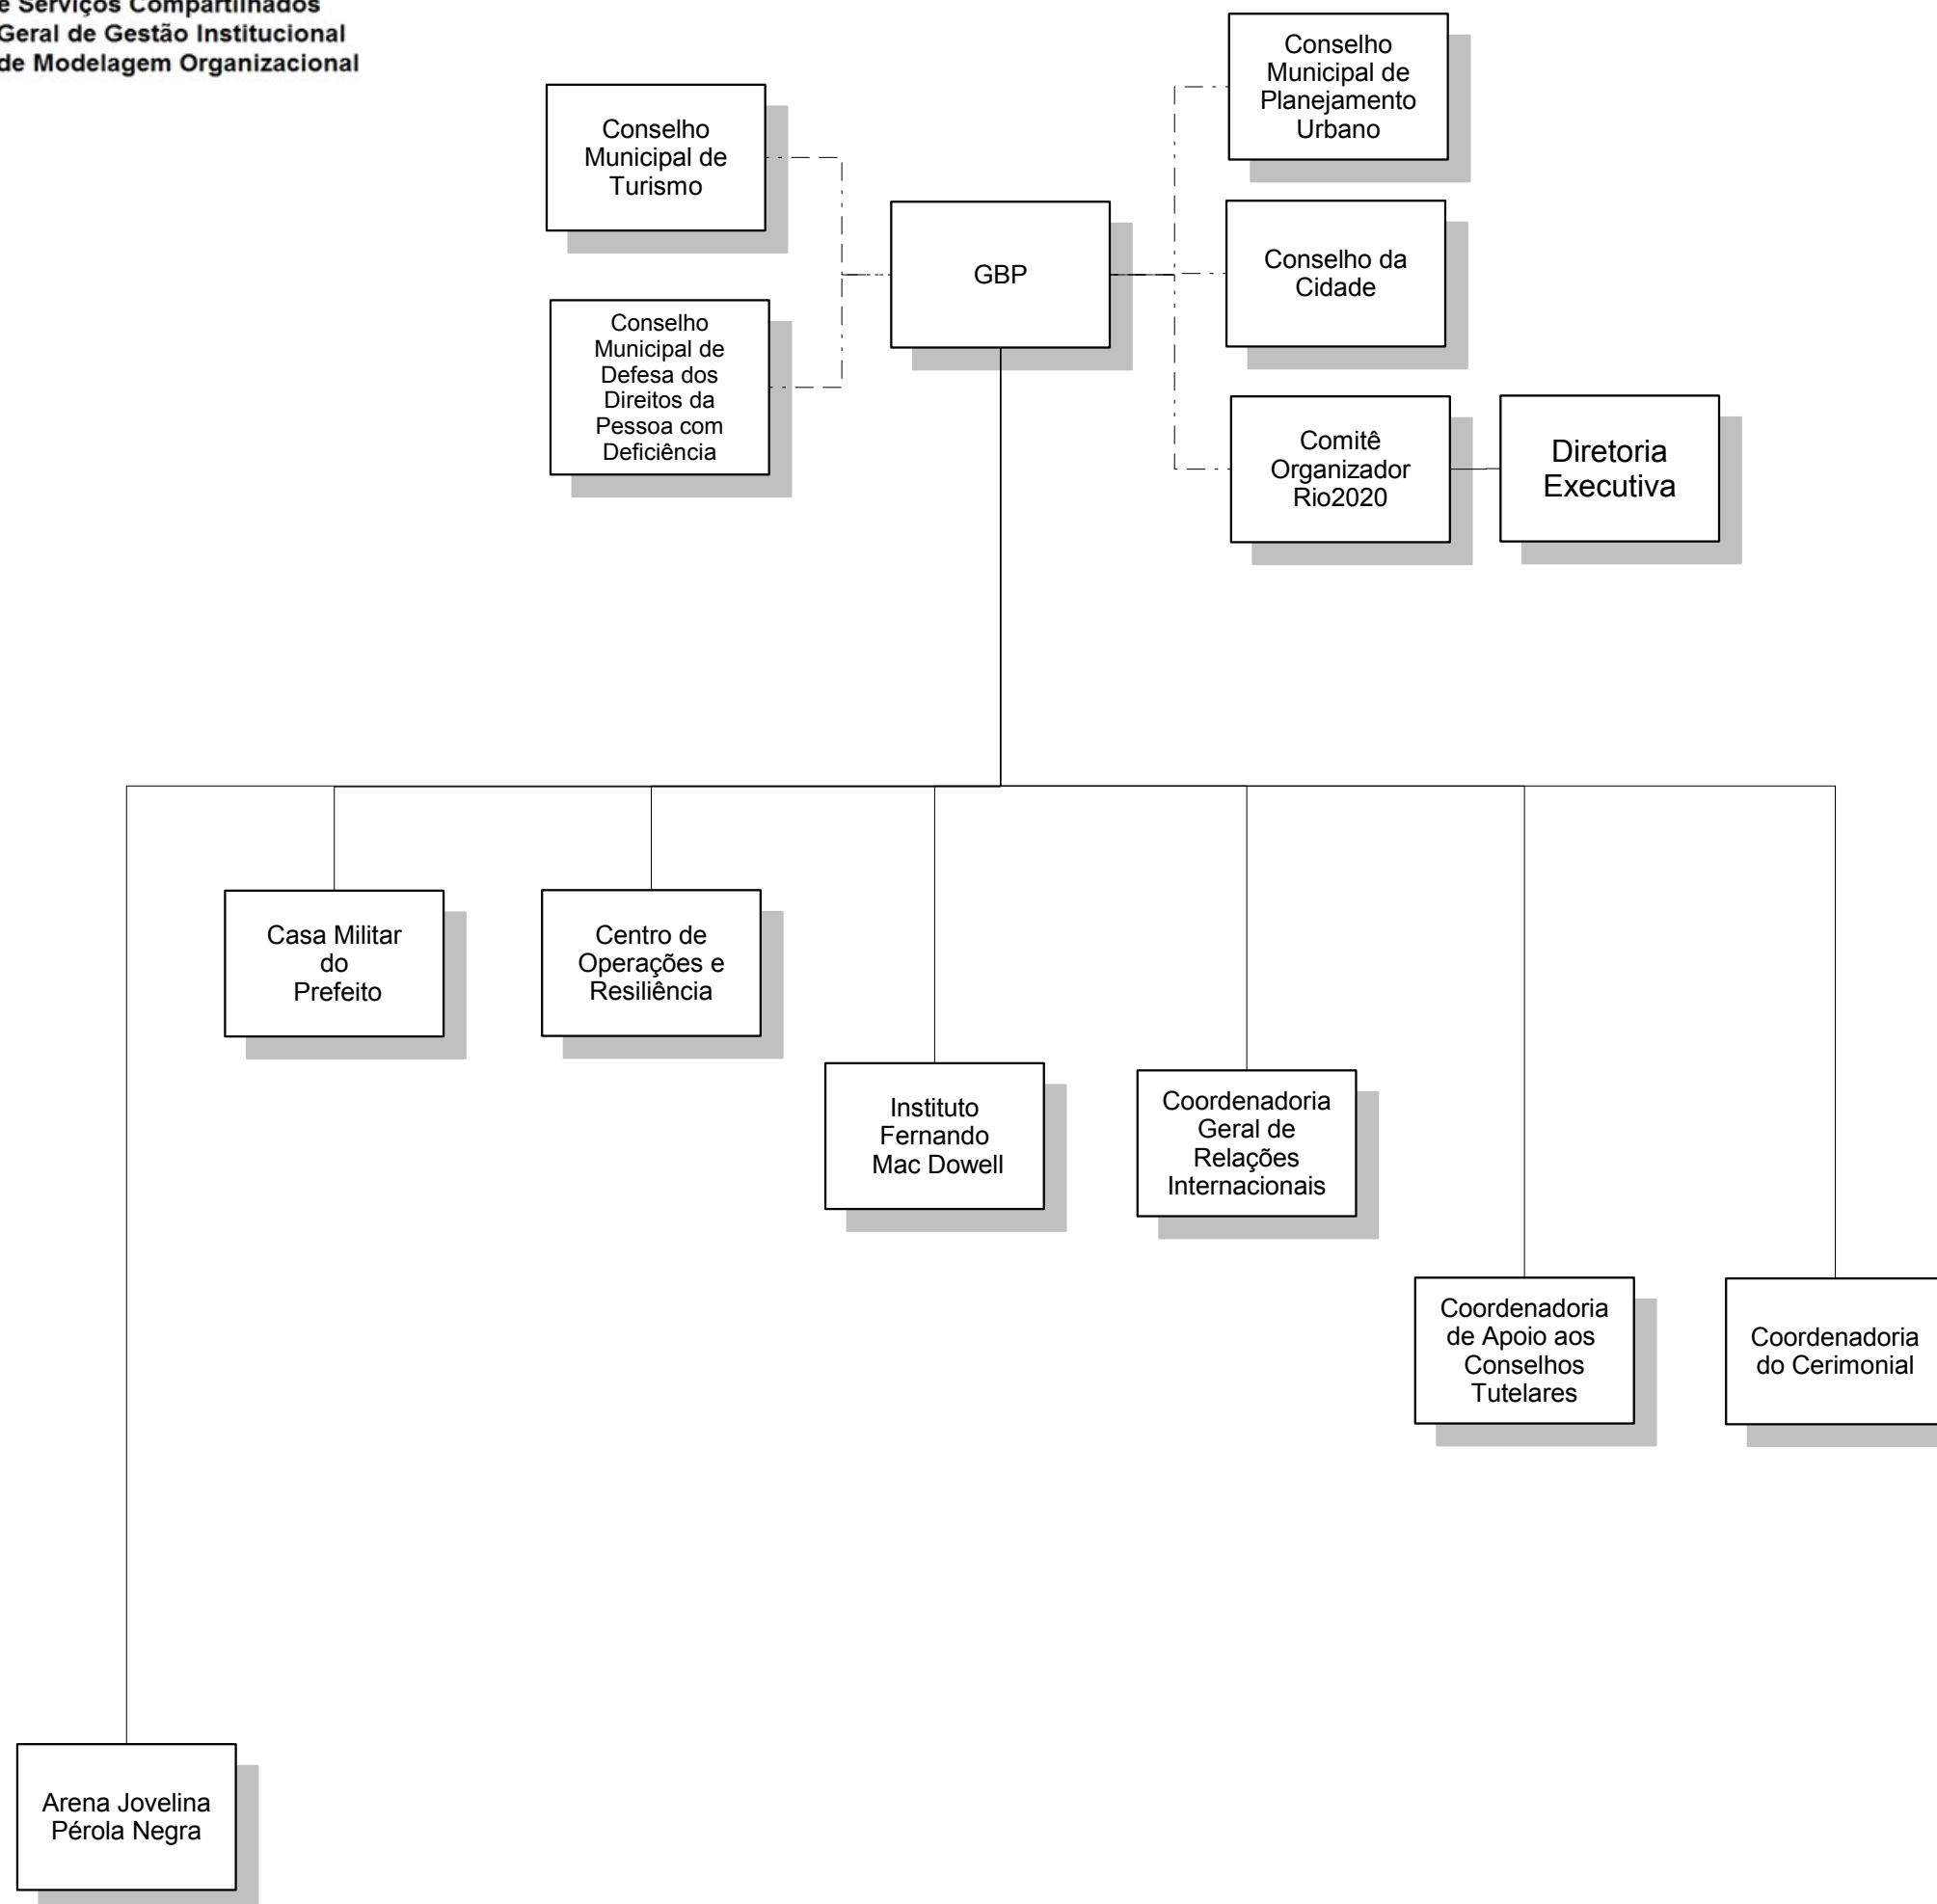 e Serviços Compartilhados
Geral de Gestão Institucional
de Modelagem Organizacional
Conselho
Municipal de
Planejamento
Urbano
Conselho
Municipal de
Turismo
GBP
Conselho da
Cidade
Conselho
Municipal de
Defesa dos
Direitos da
Pessoa com
Deficiência
Comitê
Organizador
Rio2020
Diretoria
Executiva
Casa Militar
do
Prefeito
Centro de
Operações e
Resiliência
Instituto
Fernando
Mac Dowell
Coordenadoria
Geral de
Relações
Internacionais
Coordenadoria
de Apoio aos
Conselhos
Tutelares
Coordenadoria
do Cerimonial
Arena Jovelina
Pérola Negra